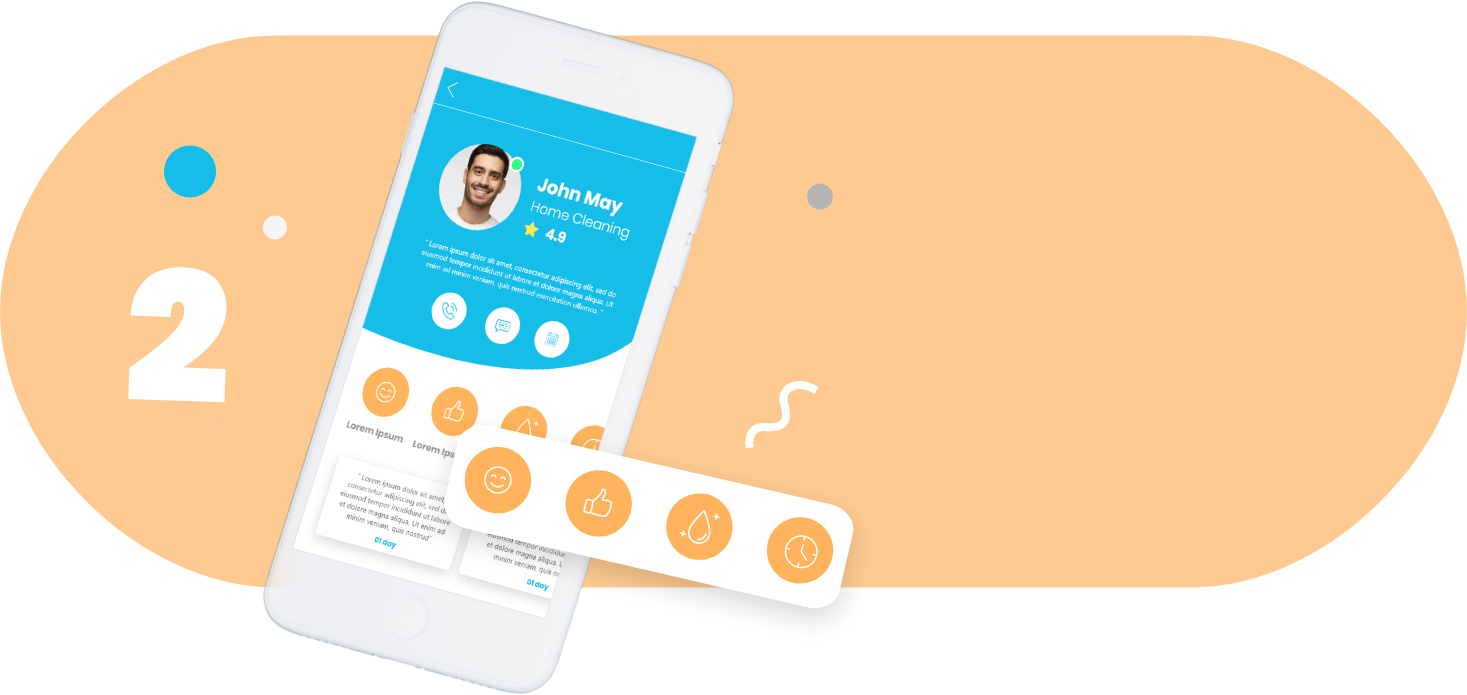 2
John May
Home Cleaning
4.9
" Lorem ipsum dolor sit amet, consectetur adipiscing elit, sed do
eiusmod tempor incididunt ut labore et dolore magna aliqua. Ut
enim ad minim veniam, quis nostrud exercitation ullamco. "
Lorem Ipsum
Lorem Ips
" Lorem ipsum dolor sit amet,
consectetur adipiscing elit, sed do
eiusmod tempor incididunt ut labore
et dolore magna aliqua. Ut enim ad
minim veniam, quis nostrud"
01 day
eiusmod tempor incididu
et dolore magna aliqua. U
minim veniam, quis no
01 day